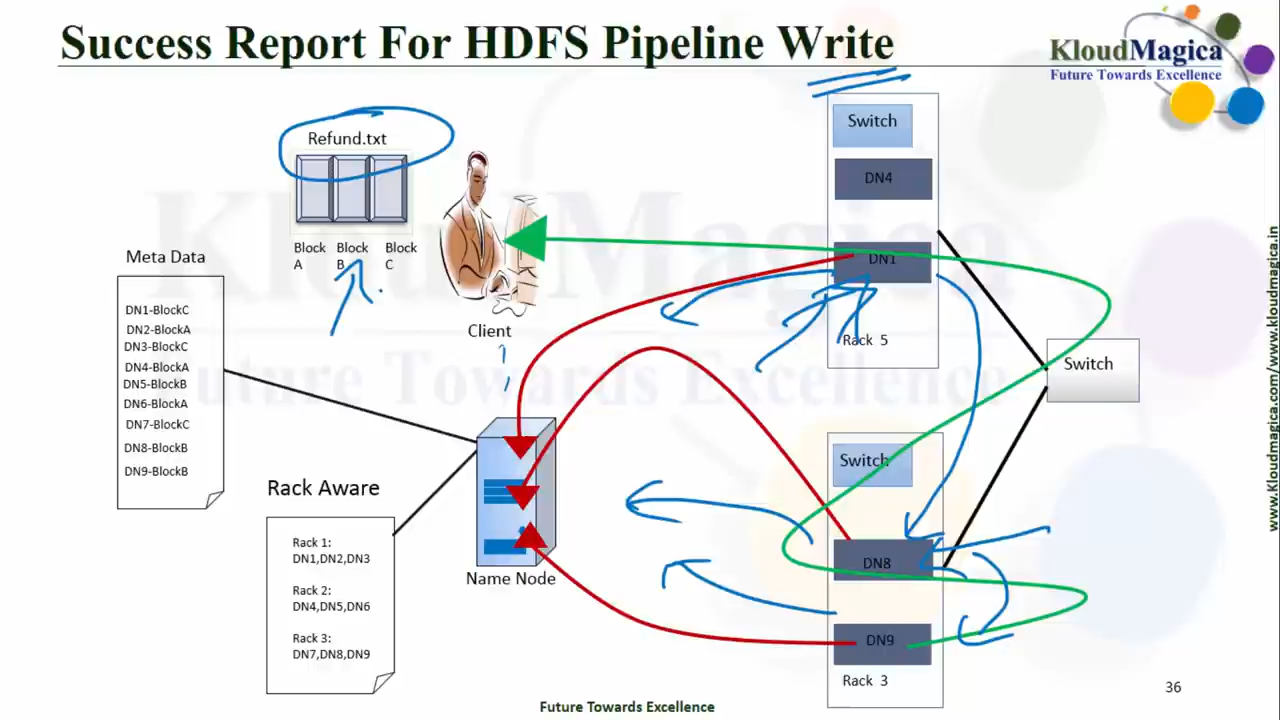 Success Report For HDFS Pipeline Write
KloudMagica
Future Towards Excellence
Refund.txt
Block A
Block B
Block C
Client
Meta Data
DN1-BlockC
DN2-BlockA
DN3-BlockC
DN4-BlockA
DN5-BlockB
DN6-BlockA
DN7-BlockC
DN8-BlockB
DN9-BlockB
Rack Aware
Rack 1:
DN1,DN2,DN3
Rack 2:
DN4,DN5,DN6
Rack 3:
DN7,DN8,DN9
Name Node
Switch
DN4
DN1
Rack 5
Switch
Switch
DN8
DN9
Rack 3
KloudMagica
Future Towards Excellence
www.Kloudmagica.com/www.kloudmagica.in
36
Future Towards Excellence